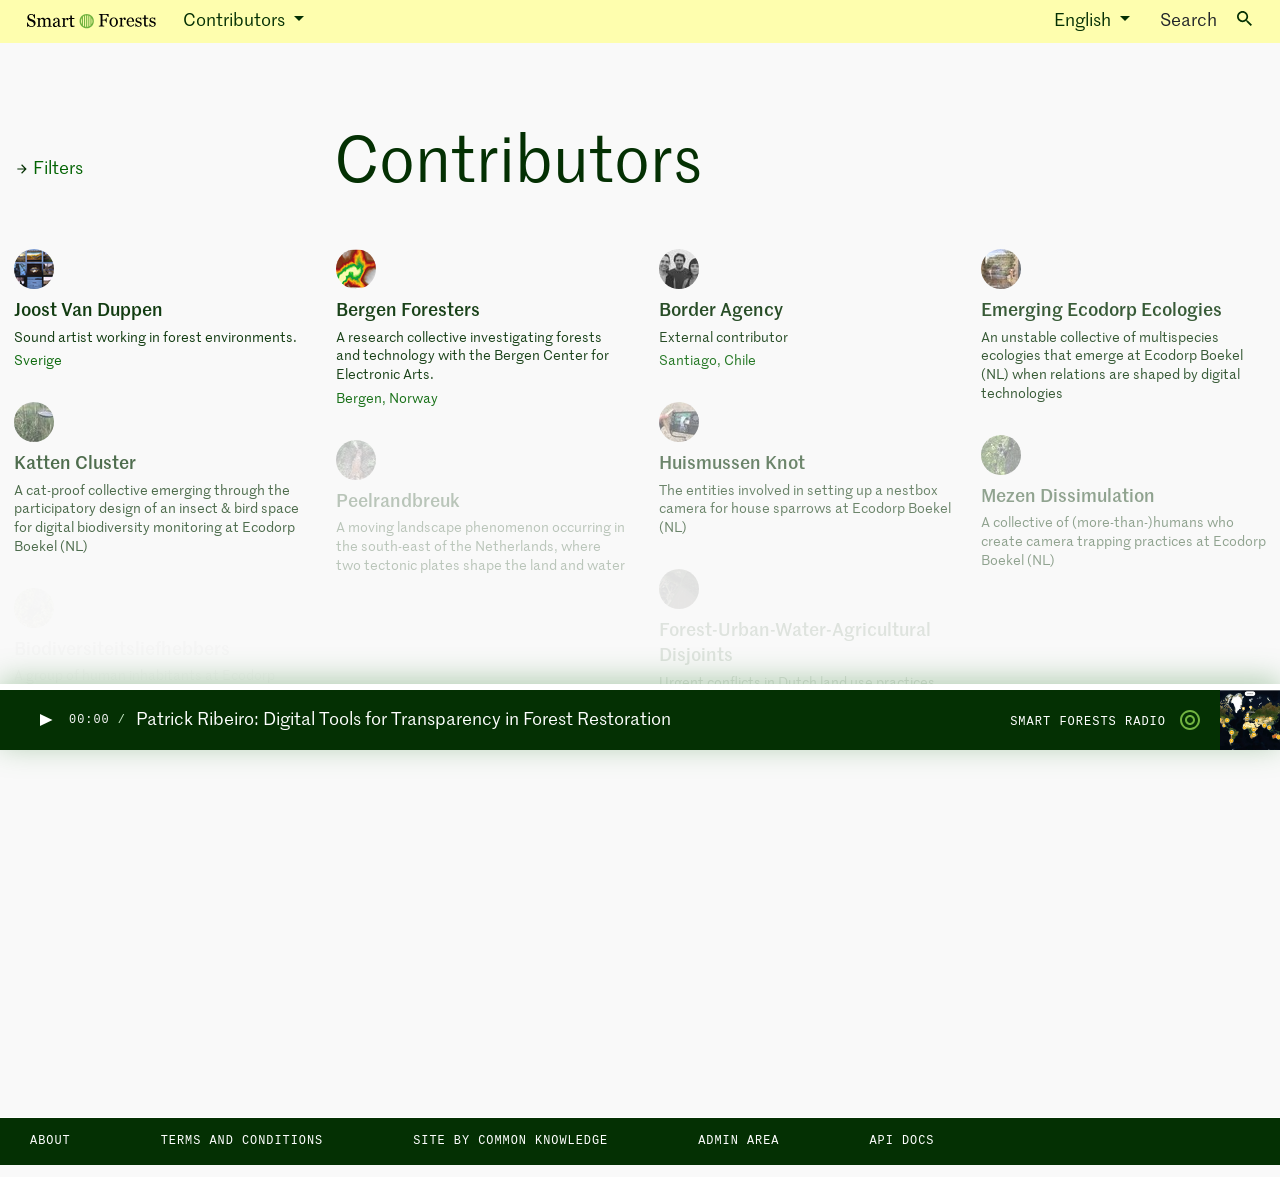 Smart Forests
Contributors
English
Search
→ Filters
Contributors
Joost Van Duppen
Sound artist working in forest environments.
Sverige
Katten Cluster
A cat-proof collective emerging through the
participatory design of an insect & bird space
for digital biodiversity monitoring at Ecodorp
Boekel (NL)
Bergen Foresters
A research collective investigating forests
and technology with the Bergen Center for
Electronic Arts.
Bergen, Norway
Peelrandbreuk
A moving landscape phenomenon occurring in
the south-east of the Netherlands, where
two tectonic plates shape the land and water
Border Agency
External contributor
Santiago, Chile
Huismussen Knot
The entities involved in setting up a nestbox
camera for house sparrows at Ecodorp Boekel
(NL)
Forest-Urban-Water-Agricultural
Disjoints
Urgent conflicts in Dutch land use practices
Emerging Ecodorp Ecologies
An unstable collective of multispecies
ecologies that emerge at Ecodorp Boekel
(NL) when relations are shaped by digital
technologies
Mezen Dissimulation
A collective of (more-than-)humans who
create camera trapping practices at Ecodorp
Boekel (NL)
00:00 / Patrick Ribeiro: Digital Tools for Transparency in Forest Restoration
SMART FORESTS RADIO
ABOUT
TERMS AND CONDITIONS
SITE BY COMMON KNOWLEDGE
ADMIN AREA
API DOCS